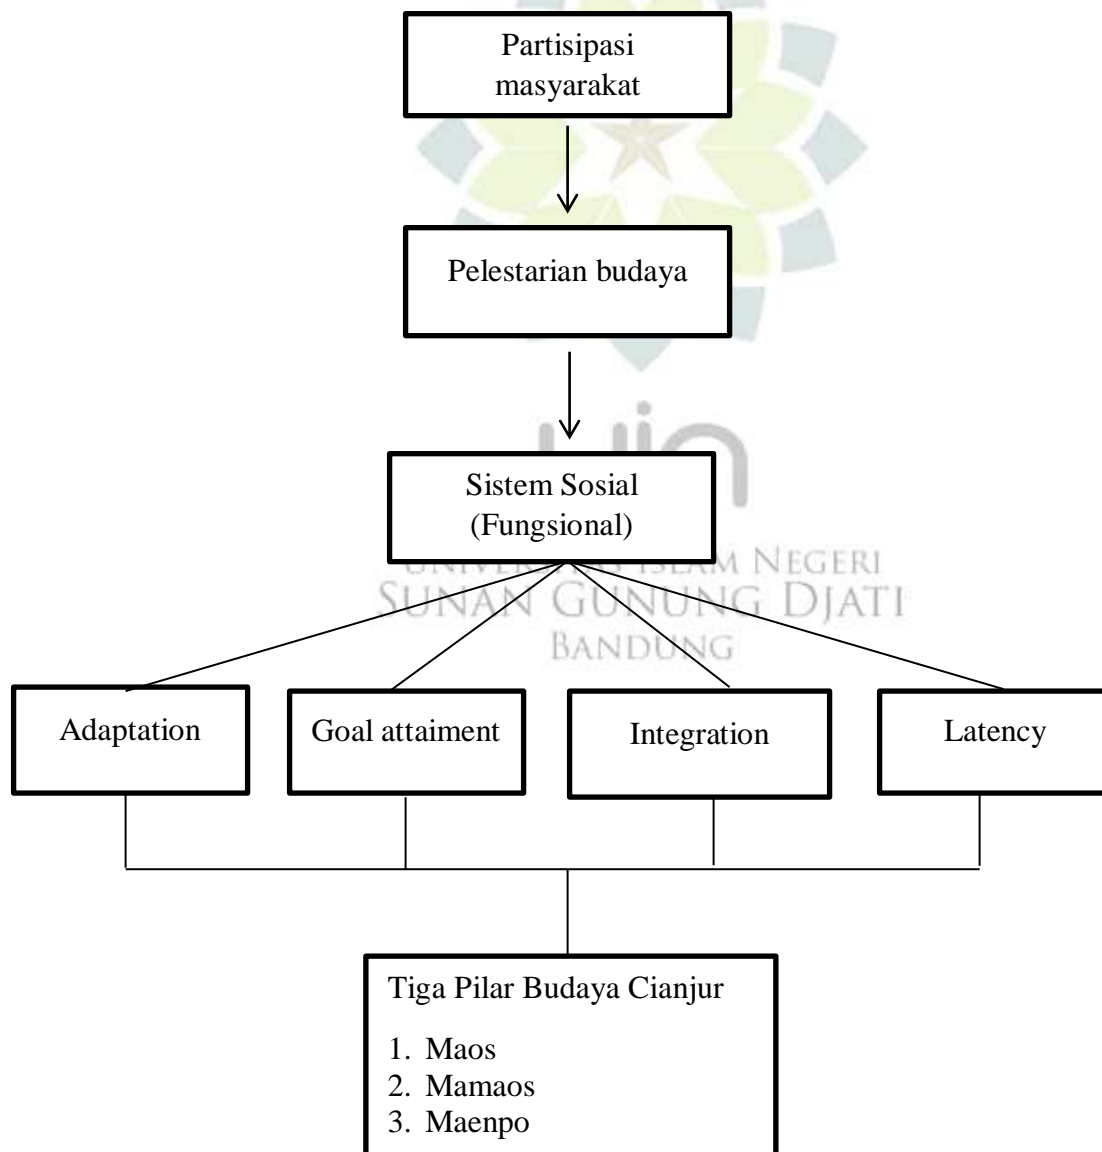 Partisipasi
masyarakat
Pelestarian budaya
Sistem Sosial
(Fungsional)
UNIVERSITAS ISLAM NEGERI
SUNAN GUNUNG DJATI
BANDUNG
Adaptation
Goal attaiment
Integration
Latency
Tiga Pilar Budaya Cianjur
1. Maos
2. Mamaos
3. Maenpo